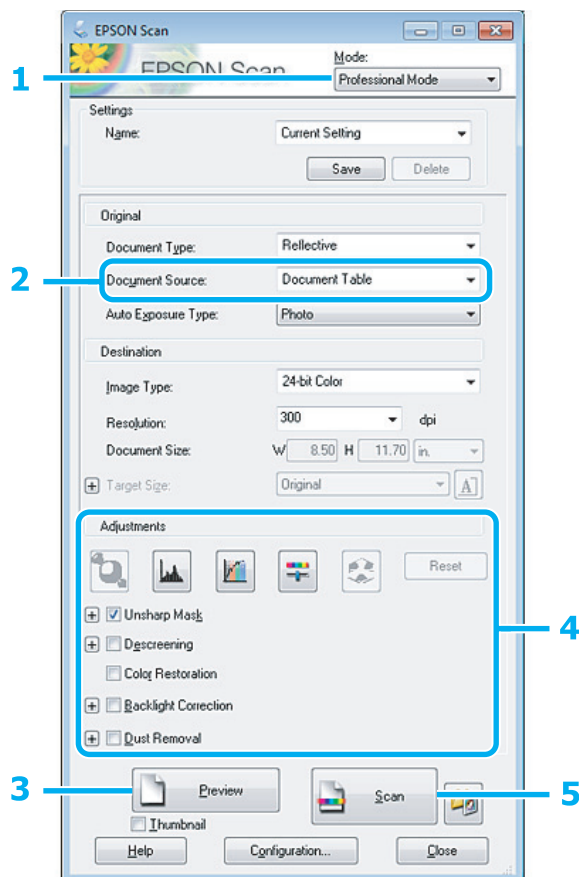 EPSON Scan
EPSON Scan
Mode:
1
Professional Mode
Settings
Name: Current Setting
Save Delete
Original
Document Type: Reflective
2
Document Source: Document Table
Auto Exposure Type: Photo
Destination
Image Type: 24-bit Color
Resolution: 300 dpi
Document Size: W 8.50 H 11.70 in.
Target Size: Original A
Adjustments
Reset
Unsharp Mask
4
Descreening
Color Restoration
Backlight Correction
Dust Removal
3 Preview Scan 5
Thumbnail
Help Configuration... Close